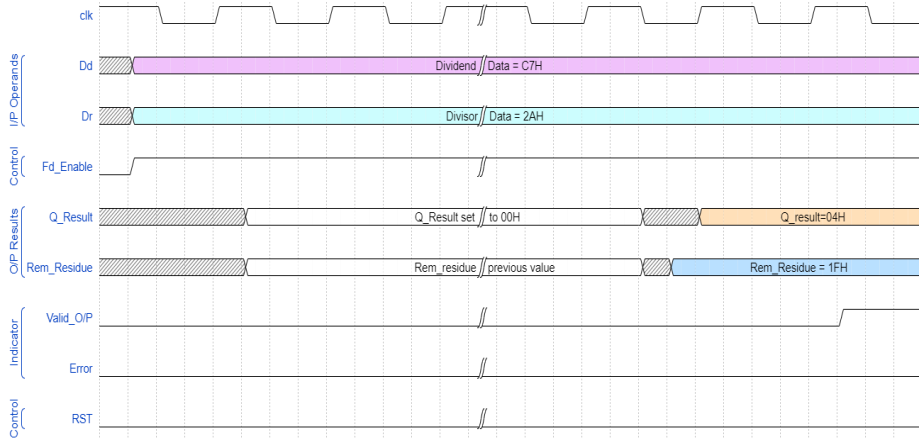 clk
I/P Operands
Dd
Dividend Data = C7H
Dr
Divisor Data = 2AH
Control
Fd_Enable
O/P Results
Q_Result
Q_Result set to 00H
Q_result=04H
Rem_Residue
Rem_residue previous value
Rem_Residue = 1FH
Indicator
Valid_O/P
Error
Control
RST